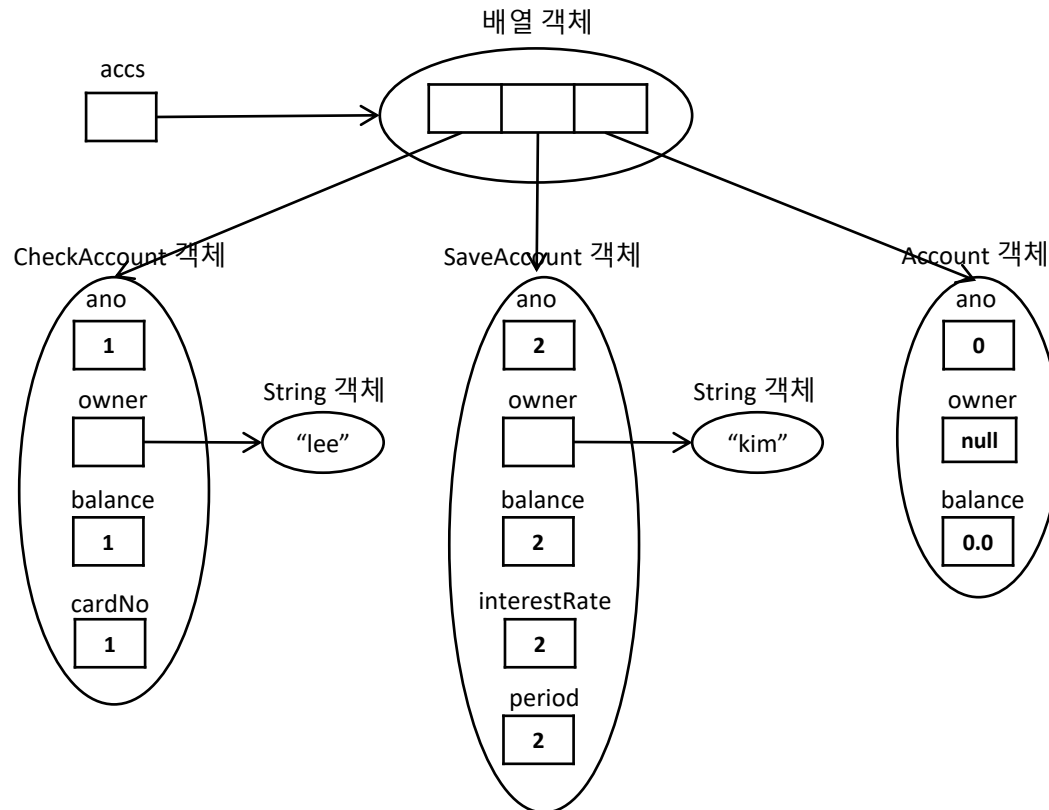 배열 객체
accs
CheckAccount 객체
SaveAccount 객체
Account 객체
ano
ano
ano
1
2
0
owner
String 객체
owner
String 객체
owner
“lee”
“kim”
null
balance
balance
balance
1
2
0.0
cardNo
interestRate
1
2
period
2